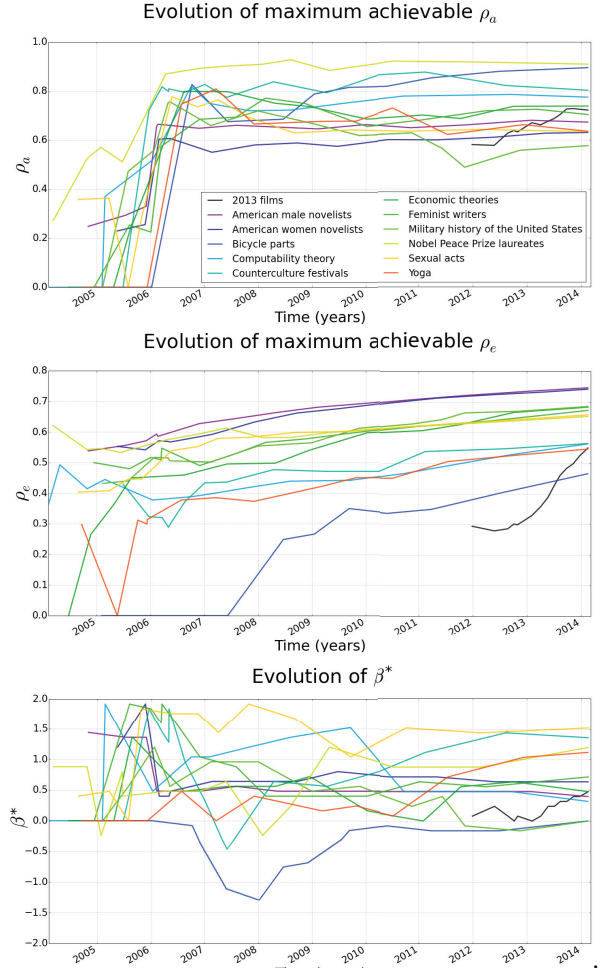 Evolution of maximum achievable ρₐ
1.0
0.8
0.6
0.4
0.2
0.0
ρₐ
2013 films
American male novelists
American women novelists
Bicycle parts
Computability theory
Counterculture festivals
Economic theories
Feminist writers
Military history of the United States
Nobel Peace Prize laureates
Sexual acts
Yoga
2005 2006 2007 2008 2009 2010 2011 2012 2013 2014
Time (years)
Evolution of maximum achievable ρₑ
0.8
0.7
0.6
0.5
0.4
0.3
0.2
0.1
0.0
ρₑ
2005 2006 2007 2008 2009 2010 2011 2012 2013 2014
Time (years)
Evolution of β*
2.0
1.5
1.0
0.5
0.0
−0.5
−1.0
−1.5
−2.0
β*
2005 2006 2007 2008 2009 2010 2011 2012 2013 2014